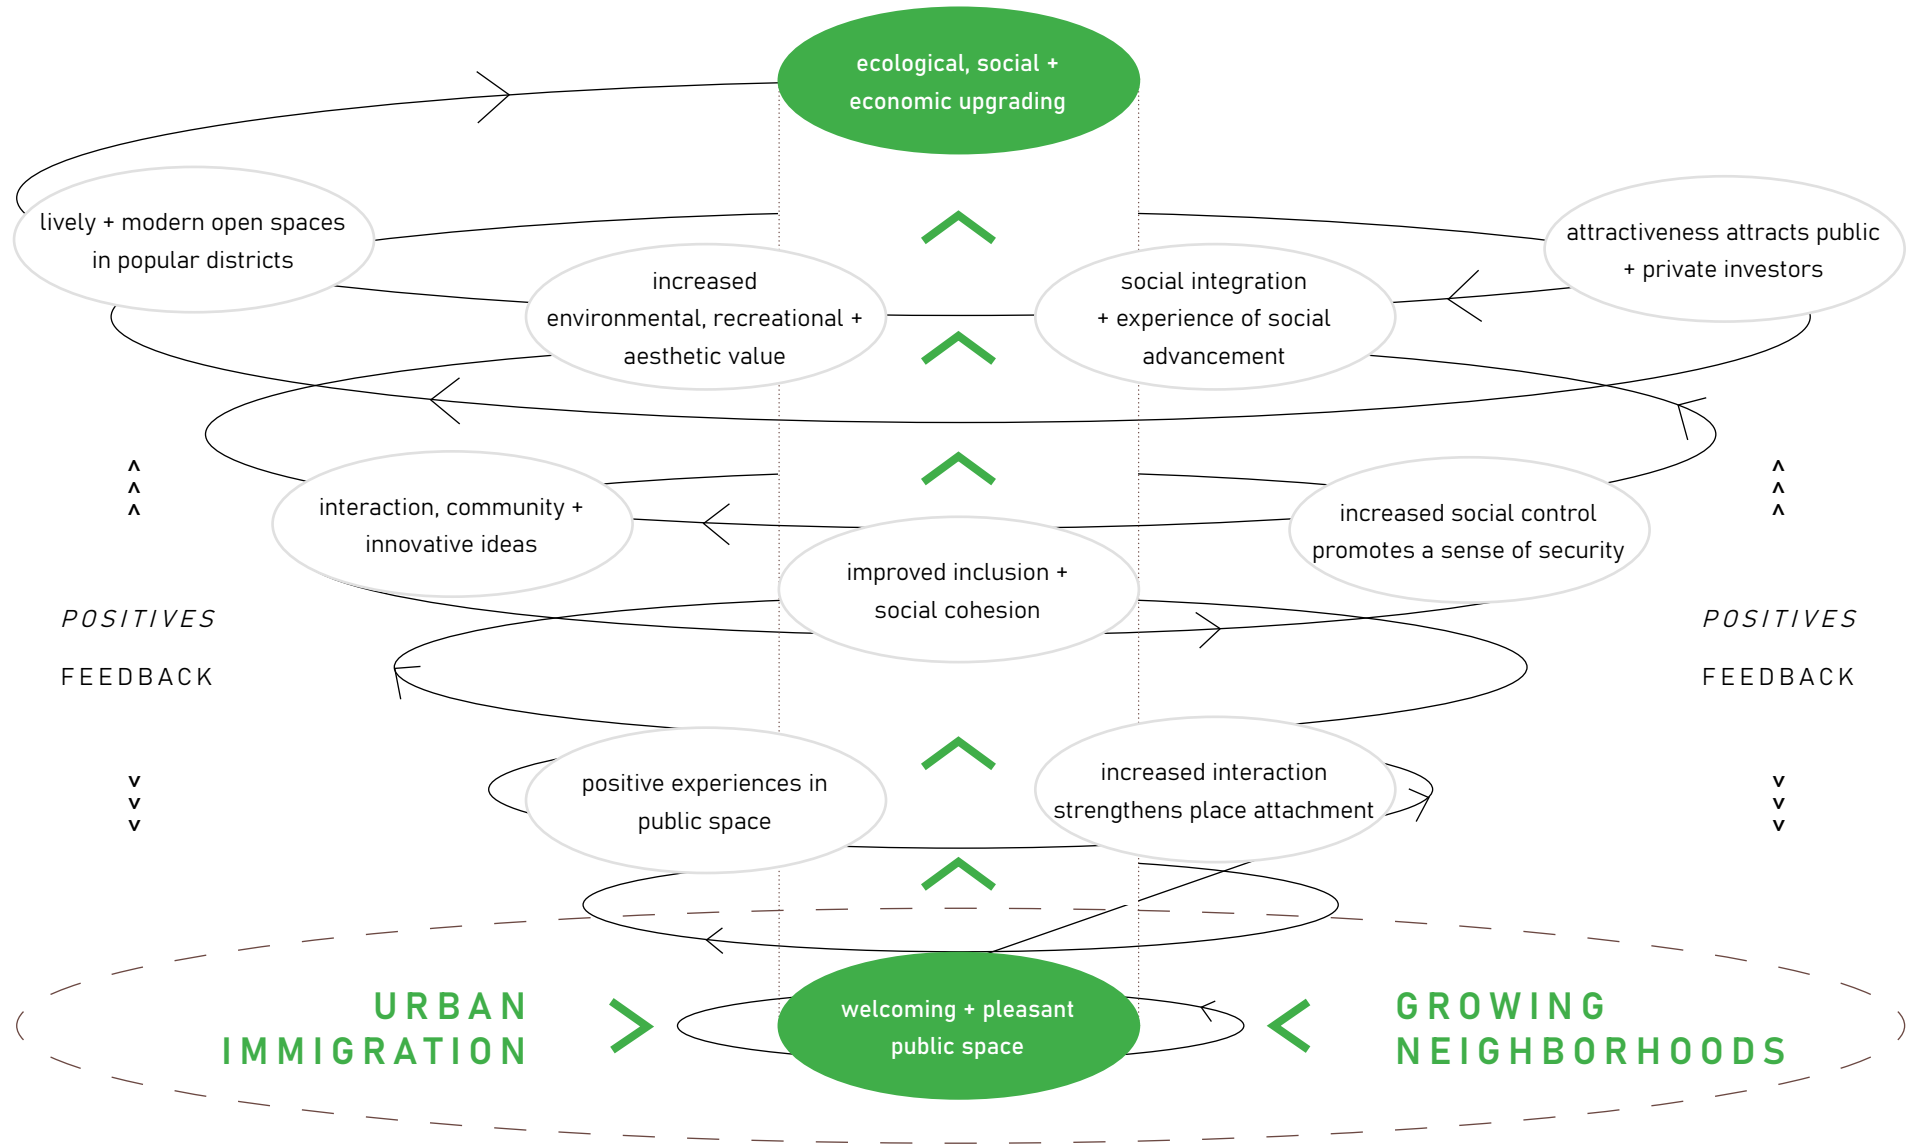 ecological, social +
economic upgrading
lively + modern open spaces
in popular districts
attractiveness attracts public
+ private investors
increased
environmental, recreational +
aesthetic value
social integration
+ experience of social
advancement
interaction, community +
innovative ideas
increased social control
promotes a sense of security
improved inclusion +
social cohesion
POSITIVES
FEEDBACK
POSITIVES
FEEDBACK
positive experiences in
public space
increased interaction
strengthens place attachment
URBAN
IMMIGRATION
welcoming + pleasant
public space
GROWING
NEIGHBORHOODS